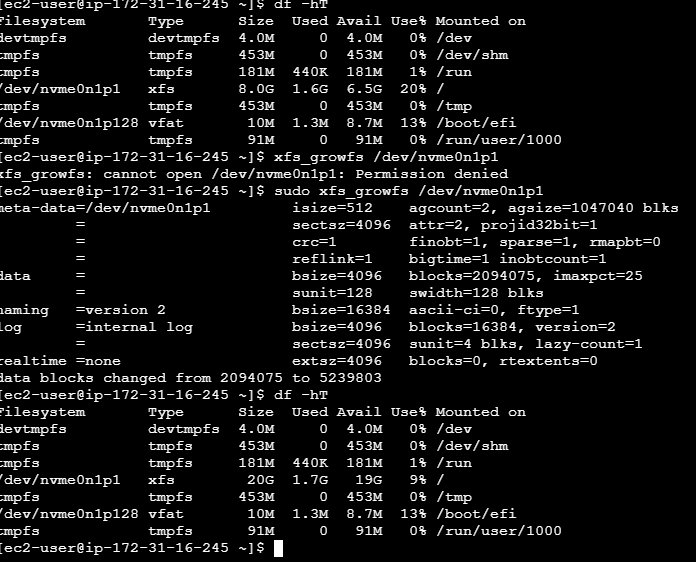 [ec2-user@ip-172-31-16-245 ~]$ df -hT
Filesystem     Type      Size  Used Avail Use% Mounted on
devtmpfs       devtmpfs  4.0M     0  4.0M   0% /dev
tmpfs          tmpfs     453M     0  453M   0% /dev/shm
tmpfs          tmpfs     181M  440K  181M   1% /run
/dev/nvme0n1p1 xfs       8.0G  1.6G  6.5G  20% /
tmpfs          tmpfs     453M     0  453M   0% /tmp
/dev/nvme0n1p128 vfat       10M  1.3M  8.7M  13% /boot/efi
tmpfs          tmpfs      91M     0   91M   0% /run/user/1000
[ec2-user@ip-172-31-16-245 ~]$ xfs_growfs /dev/nvme0n1p1
xfs_growfs: cannot open /dev/nvme0n1p1: Permission denied
[ec2-user@ip-172-31-16-245 ~]$ sudo xfs_growfs /dev/nvme0n1p1
meta-data=/dev/nvme0n1p1         isize=512    agcount=2, agsize=1047040 blks
         =                       sectsz=4096  attr=2, projid32bit=1
         =                       crc=1        finobt=1, sparse=1, rmapbt=0
         =                       reflink=1    bigtime=1 inobtcount=1
data     =                       bsize=4096   blocks=2094075, imaxpct=25
         =                       sunit=128    swidth=128 blks
naming   =version 2              bsize=16384  ascii-ci=0, ftype=1
log      =internal log           bsize=4096   blocks=16384, version=2
         =                       sectsz=4096  sunit=4 blks, lazy-count=1
realtime =none                   extsz=4096   blocks=0, rtextents=0
data blocks changed from 2094075 to 5239803
[ec2-user@ip-172-31-16-245 ~]$ df -hT
Filesystem     Type      Size  Used Avail Use% Mounted on
devtmpfs       devtmpfs  4.0M     0  4.0M   0% /dev
tmpfs          tmpfs     453M     0  453M   0% /dev/shm
tmpfs          tmpfs     181M  440K  181M   1% /run
/dev/nvme0n1p1 xfs        20G  1.7G   19G   9% /
tmpfs          tmpfs     453M     0  453M   0% /tmp
/dev/nvme0n1p128 vfat       10M  1.3M  8.7M  13% /boot/efi
tmpfs          tmpfs      91M     0   91M   0% /run/user/1000
[ec2-user@ip-172-31-16-245 ~]$